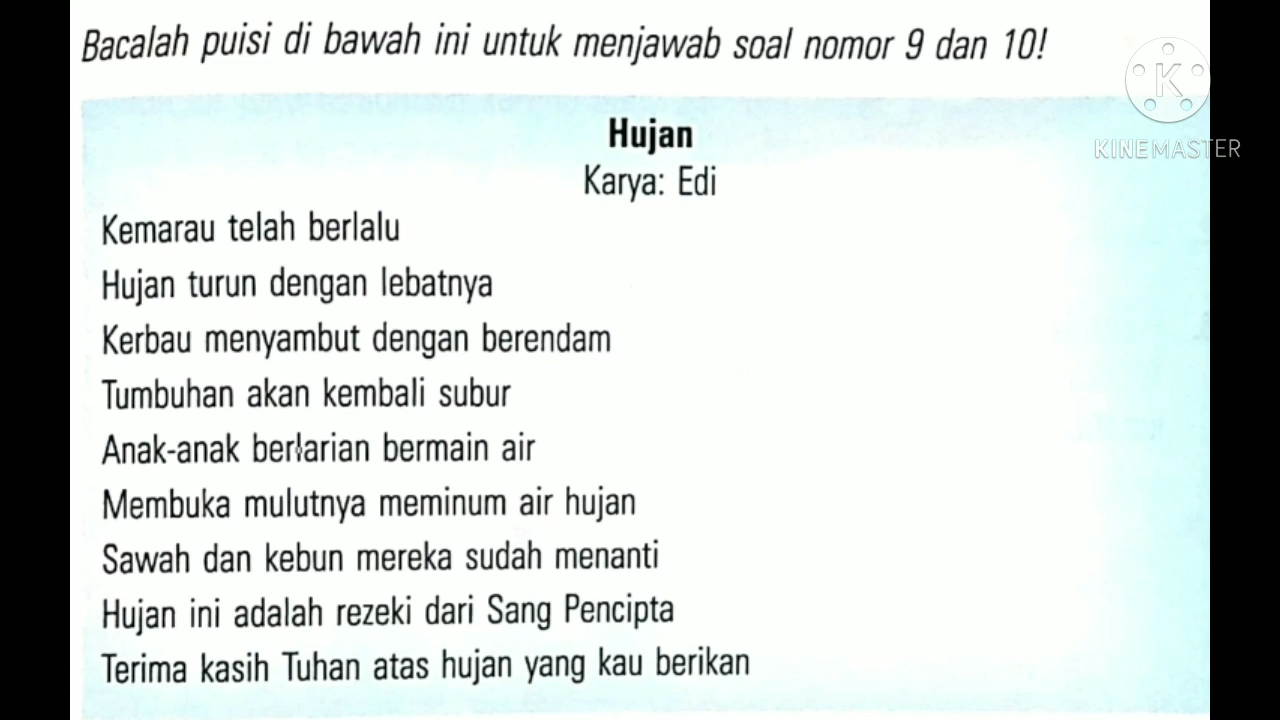 Bacalah puisi di bawah ini untuk menjawab soal nomor 9 dan 10!
K
KINEMASTER
Hujan
Karya: Edi
Kemarau telah berlalu
Hujan turun dengan lebatnya
Kerbau menyambut dengan berendam
Tumbuhan akan kembali subur
Anak-anak berlarian bermain air
Membuka mulutnya meminum air hujan
Sawah dan kebun mereka sudah menanti
Hujan ini adalah rezeki dari Sang Pencipta
Terima kasih Tuhan atas hujan yang kau berikan